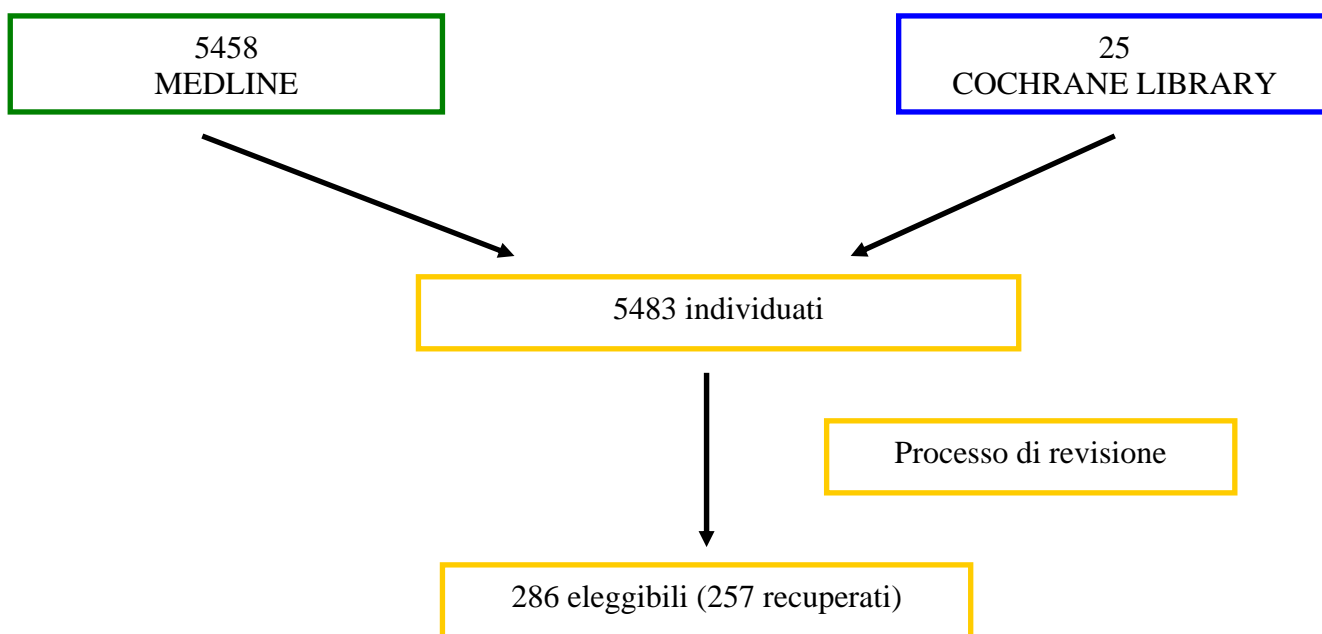 5458
MEDLINE
25
COCHRANE LIBRARY
5483 individuati
Processo di revisione
286 eleggibili (257 recuperati)